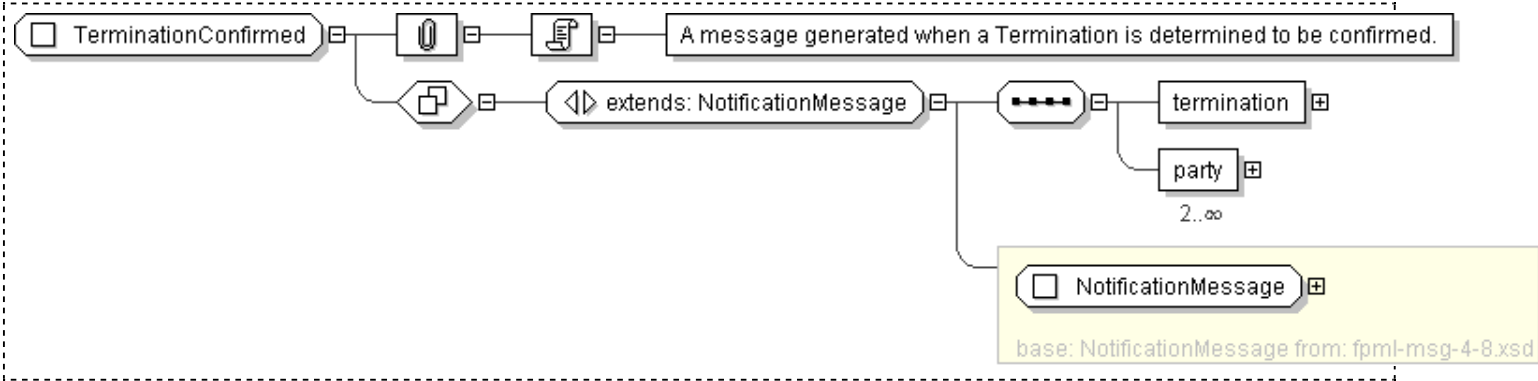 TerminationConfirmed
A message generated when a Termination is determined to be confirmed.
extends: NotificationMessage
termination
party
2..∞
NotificationMessage
base: NotificationMessage from: fpml-msg-4-8.xsd